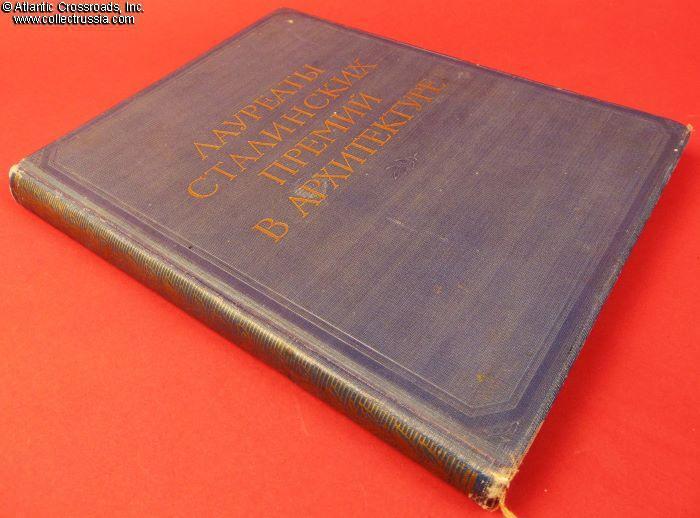 © Atlantic Crossroads, Inc.
www.collectrussia.com
ЛАУРЕАТЫ
СТАЛИНСКИХ
ПРЕМИЙ
В АРХИТЕКТУРЕ